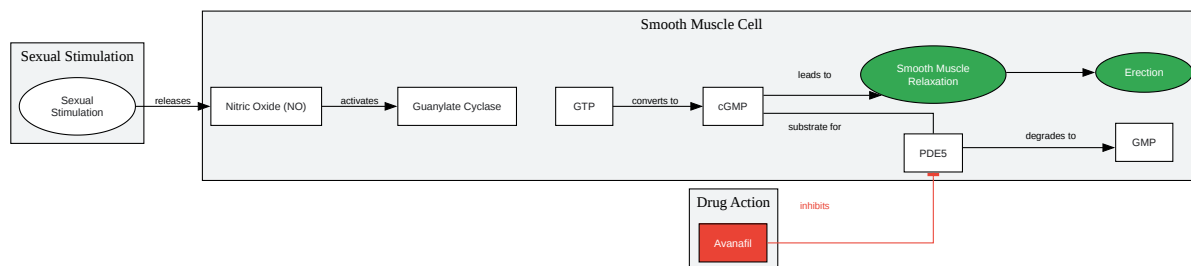 Smooth Muscle Cell
Sexual Stimulation
Sexual
Stimulation
releases
Nitric Oxide (NO)
activates
Guanylate Cyclase
GTP
converts to
cGMP
leads to
Smooth Muscle
Relaxation
Erection
substrate for
PDE5
degrades to
GMP
Drug Action
inhibits
Avanafil